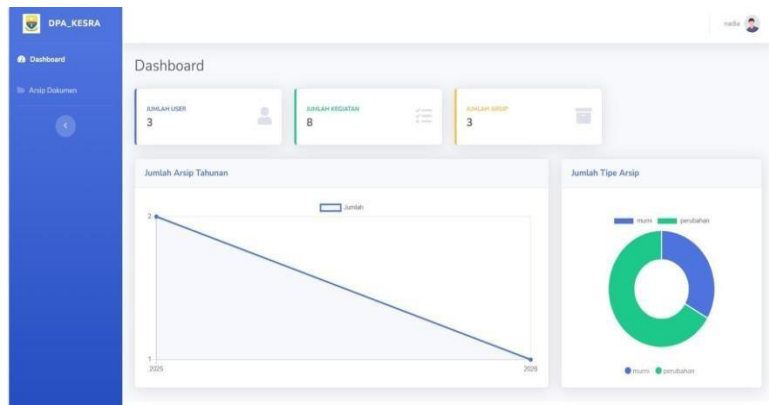 DPA_KESRA
nadia
Dashboard
Arsip Dokumen
Dashboard
JUMLAH USER
3
JUMLAH KEGIATAN
8
JUMLAH ARSIP
3
Jumlah Arsip Tahunan
Jumlah
2
1
2025
2026
Jumlah Tipe Arsip
murni perubahan
murni perubahan